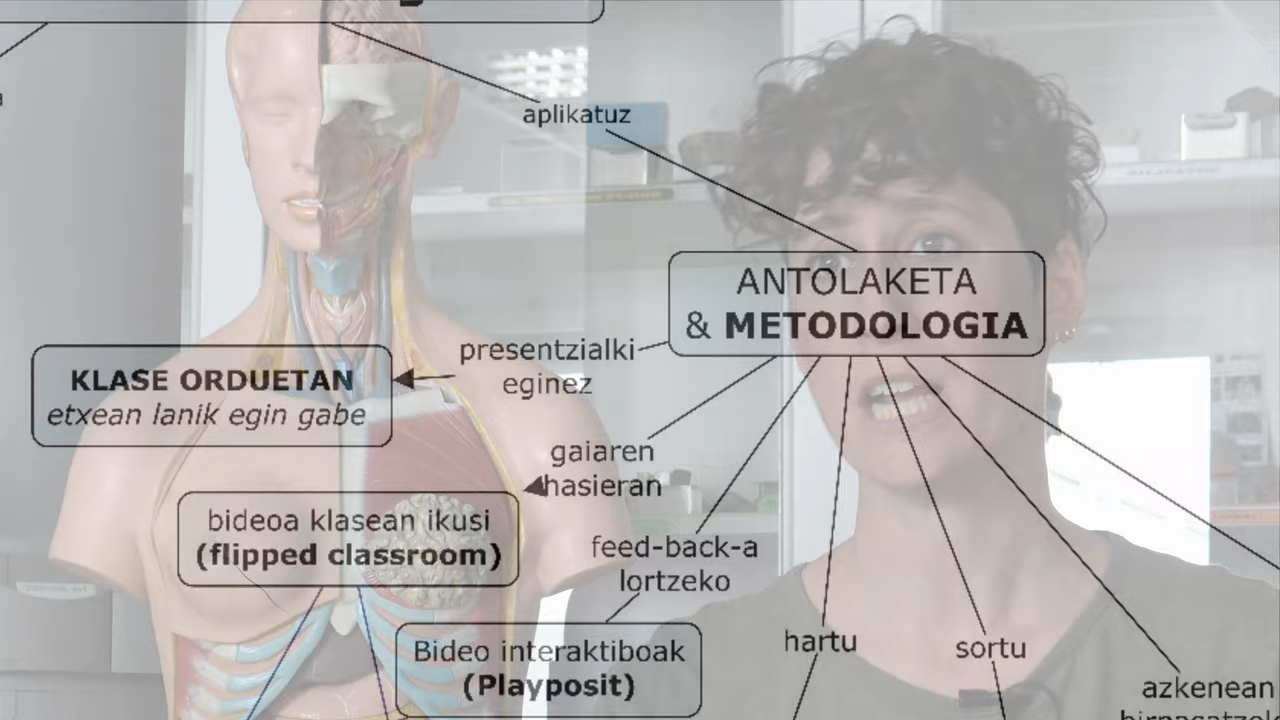 aplikatuz
ANTOLAKETA
& METODOLOGIA
presentzialki
eginez
KLASE ORDUETAN
etxean lanik egin gabe
gaiaren
hasieran
bideoa klasean ikusi
(flipped classroom)
feed-back-a
lortzeko
Bideo interaktiboak
(Playposit)
hartu
sortu
azkenean